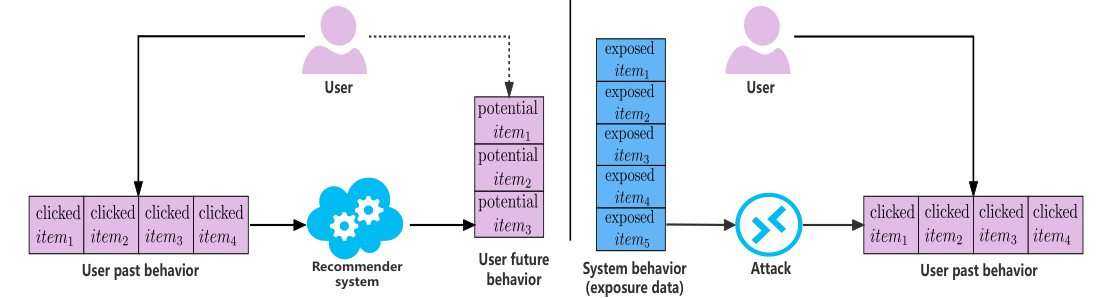 User
potential
item1
potential
item2
potential
item3
clicked
item1
clicked
item2
clicked
item3
clicked
item4
User past behavior
Recommender
system
User future
behavior
exposed
item1
exposed
item2
exposed
item3
exposed
item4
exposed
item5
System behavior
(exposure data)
Attack
User
clicked
item1
clicked
item2
clicked
item3
clicked
item4
User past behavior